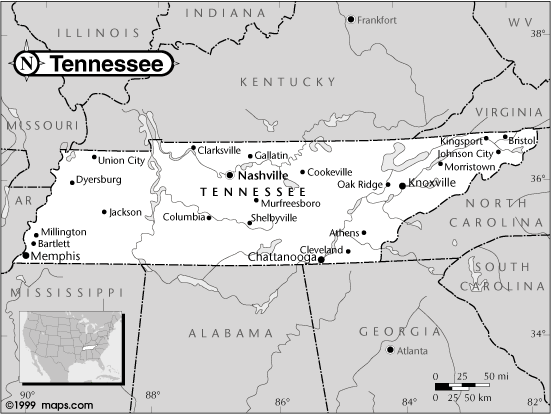 INDIANA
Frankfort
WV
ILLINOIS
N Tennessee
KENTUCKY
VIRGINIA
MISSOURI
Kingsport
Bristol
Clarksville
Gallatin
Johnson City
Union City
Morristown
Nashville
Cookeville
36°
Dyersburg
Oak Ridge
Knoxville
TENNESSEE
AR
Murfreesboro
NORTH
CAROLINA
Jackson
Columbia
Shelbyville
Millington
Athens
Bartlett
Cleveland
Memphis
Chattanooga
SOUTH
CAROLINA
MISSISSIPPI
ALABAMA
GEORGIA
34°
Atlanta
0 25 50 mi
0 25 50 km
90°
88°
86°
84°
82°
©1999 maps.com